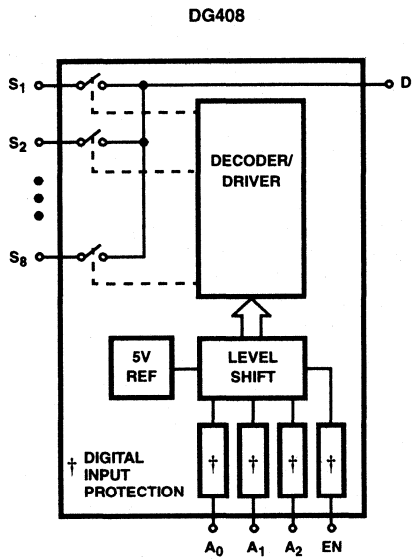 DG408
S1
D
S2
DECODER/
DRIVER
S8
5V
REF
LEVEL
SHIFT
† † † †
† DIGITAL
INPUT
PROTECTION
A0 A1 A2 EN